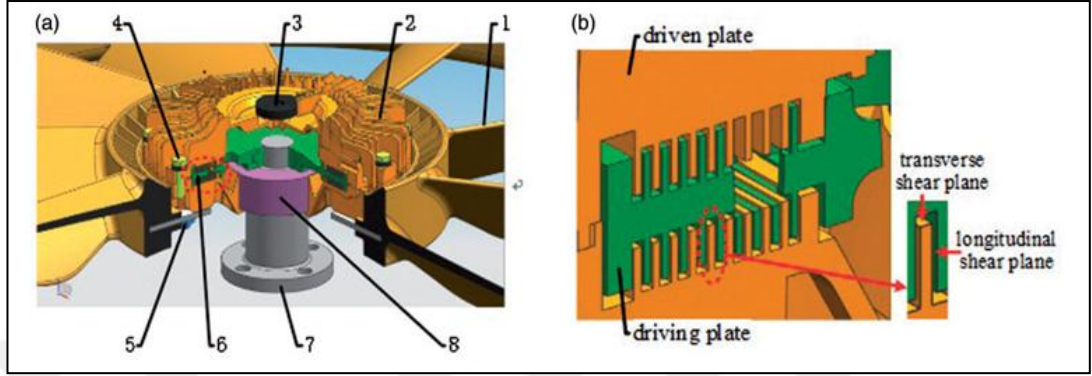 (a)
4
3
2
1
5
6
7
8
(b)
driven plate
transverse
shear plane
longitudinal
shear plane
driving plate